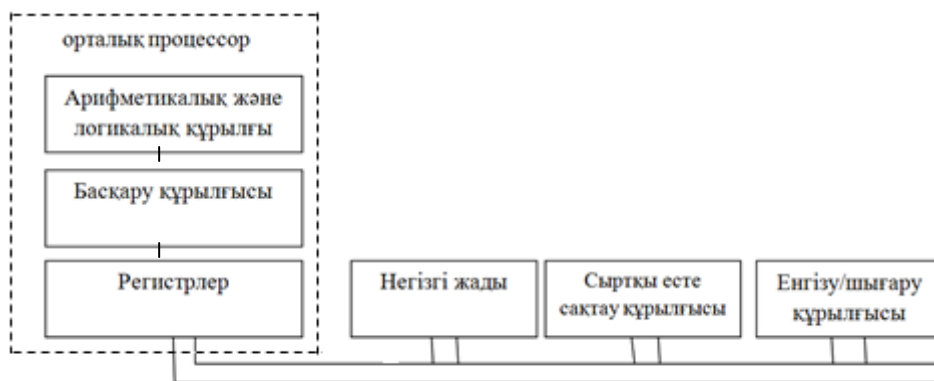 орталық процессор
Арифметикалық және
логикалық құрылғы
Басқару құрылғысы
Регистрлер
Негізгі жады
Сыртқы есте
сақтау құрылғысы
Енгізу/шығару
құрылғысы